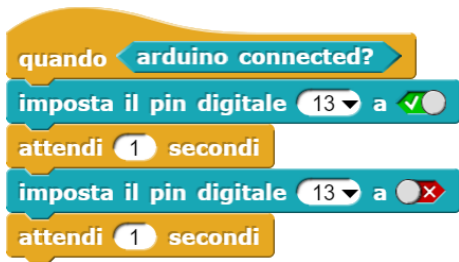 quando arduino connected?
imposta il pin digitale 13 a
attendi 1 secondi
imposta il pin digitale 13 a
attendi 1 secondi